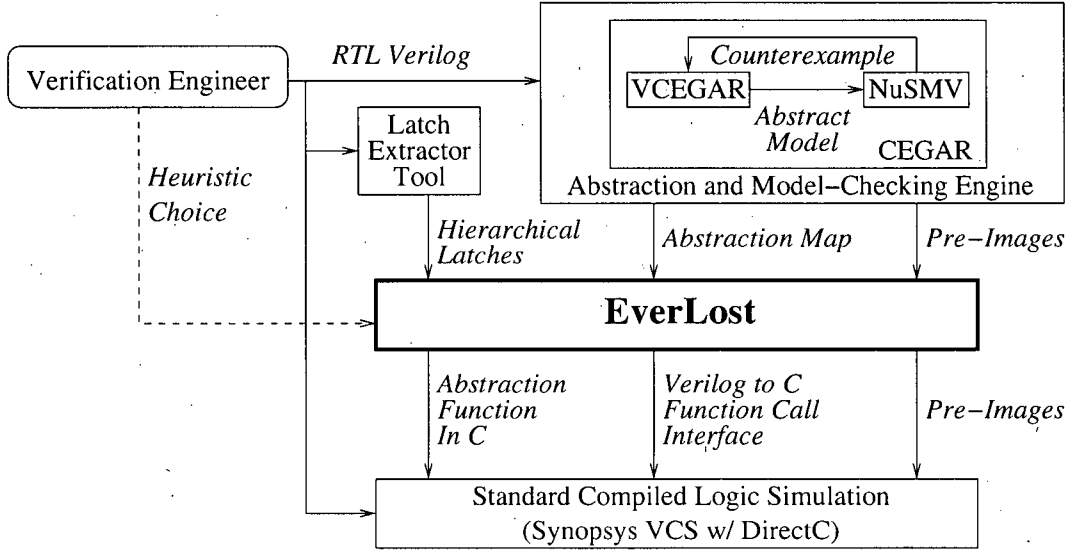 RTL Verilog
Verification Engineer
Counterexample
VCEGAR
NuSMV
Abstract
Model
CEGAR
Abstraction and Model-Checking Engine
Latch
Extractor
Tool
Heuristic
Choice
Hierarchical
Latches
Abstraction Map
Pre-Images
EverLost
Abstraction
Function
In C
Verilog to C
Function Call
Interface
Pre-Images
Standard Compiled Logic Simulation
(Synopsys VCS w/ DirectC)